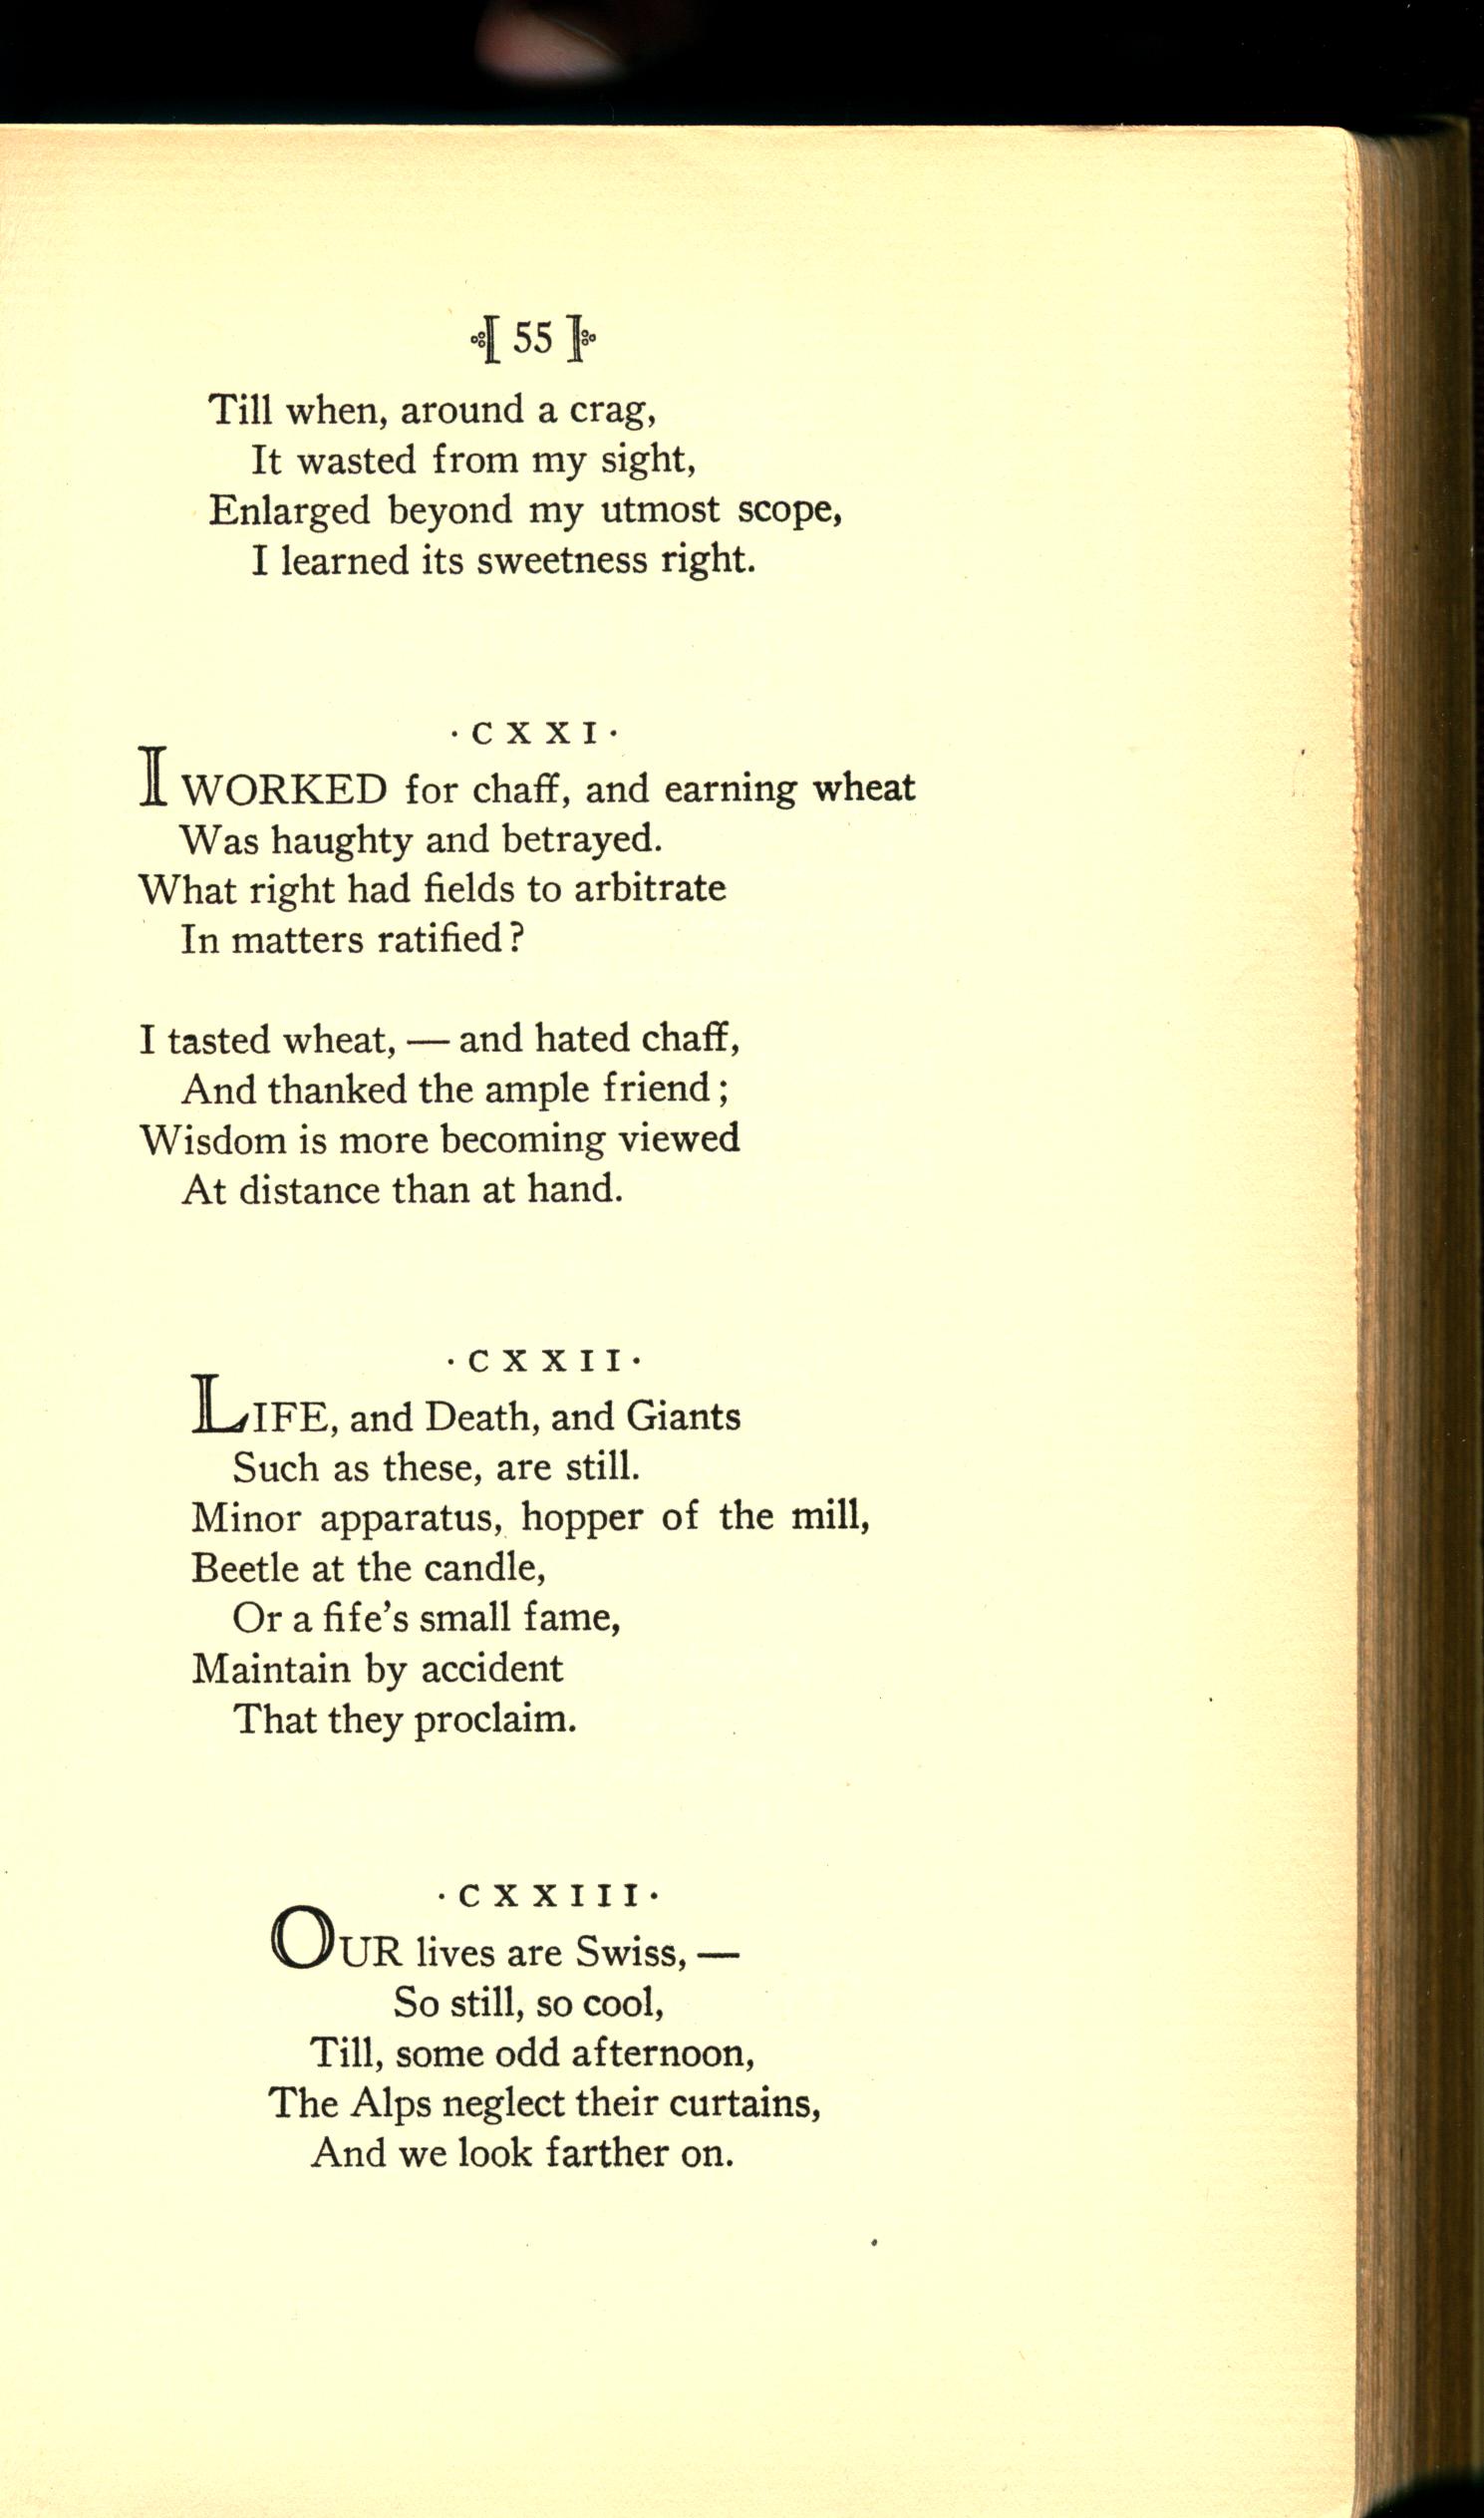 55
Till when, around a crag,
It wasted from my sight,
Enlarged beyond my utmost scope,
I learned its sweetness right.
· C X X I ·
I WORKED for chaff, and earning wheat
Was haughty and betrayed.
What right had fields to arbitrate
In matters ratified?
I tasted wheat, — and hated chaff,
And thanked the ample friend;
Wisdom is more becoming viewed
At distance than at hand.
· C X X I I ·
LIFE, and Death, and Giants
Such as these, are still.
Minor apparatus, hopper of the mill,
Beetle at the candle,
Or a fife's small fame,
Maintain by accident
That they proclaim.
· C X X I I I ·
OUR lives are Swiss, —
So still, so cool,
Till, some odd afternoon,
The Alps neglect their curtains,
And we look farther on.